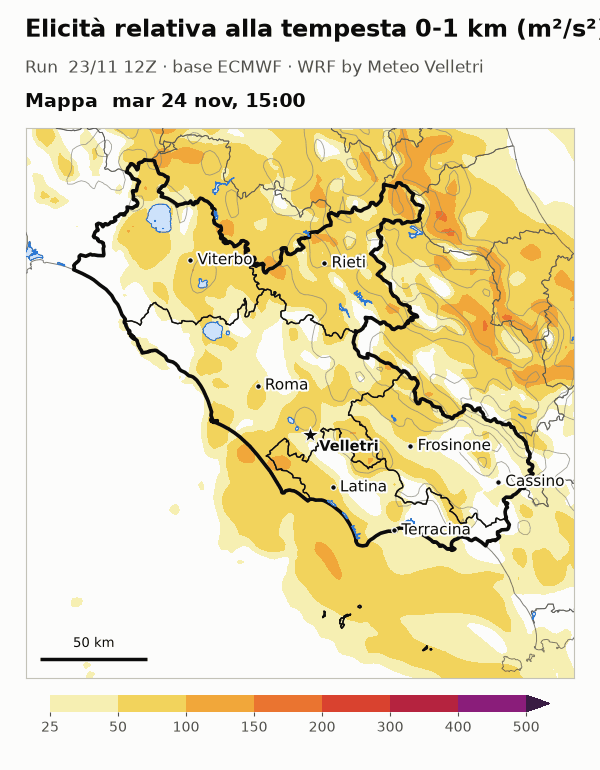 Elicità relativa alla tempesta 0-1 km (m²/s²)
Run 23/11 12Z · base ECMWF · WRF by Meteo Velletri
Mappa mar 24 nov, 15:00
Viterbo
Rieti
Roma
Velletri
Frosinone
Cassino
Latina
Terracina
50 km
25 50 100 150 200 300 400 500